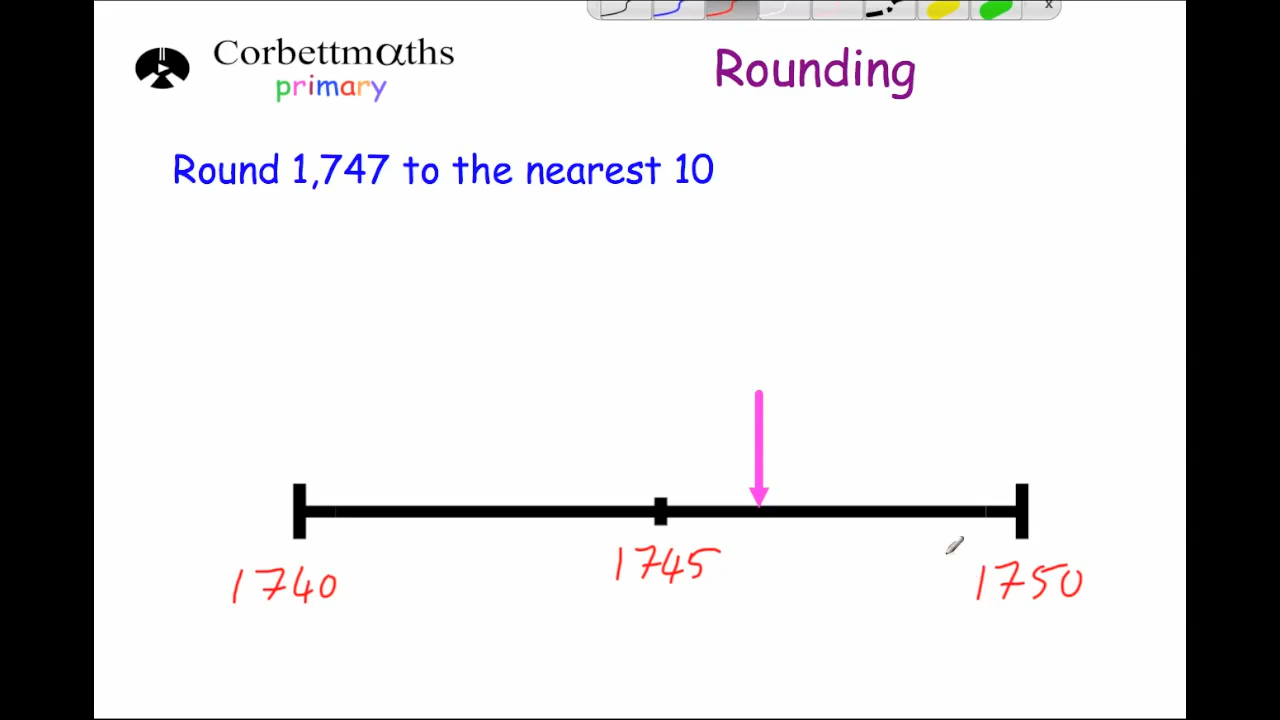 Corbettmαths
primary
Rounding
Round 1,747 to the nearest 10
1740
1745
1750
x